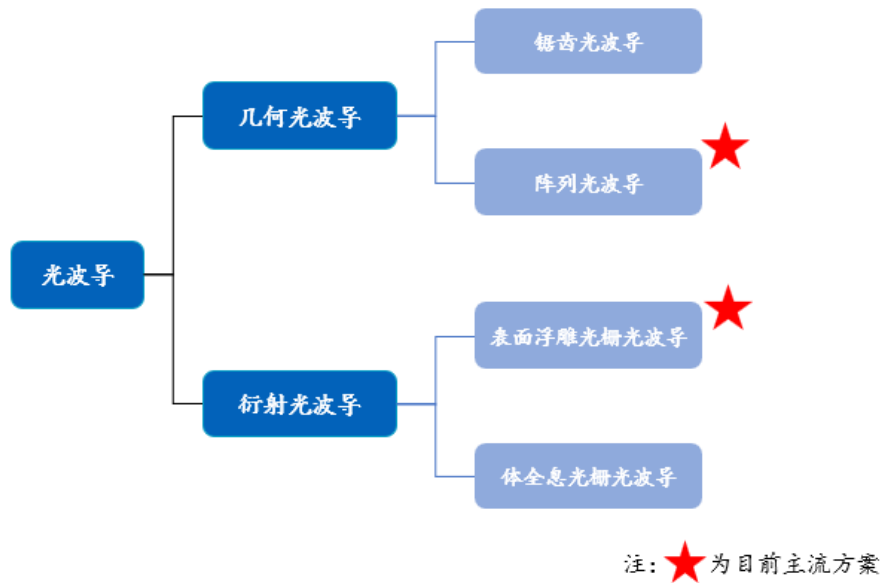 锯齿光波导
几何光波导
阵列光波导
光波导
表面浮雕光栅光波导
衍射光波导
体全息光栅光波导
注：★为目前主流方案